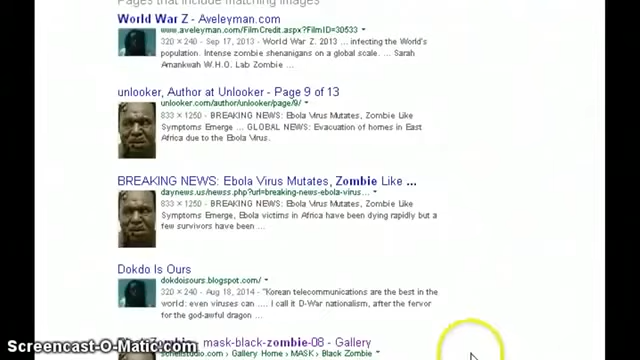 Pages that include matching images
World War Z - Aveleyman.com
www.aveleyman.com/FilmCredit.aspx?FilmID=30533
320 × 240 - Sep 17, 2013 - World War Z. 2013 ... infecting the World's
population. Intense zombie shenanigans on a global scale. ... Sarah
Amankwah W.H.O. Lab Zombie ...
unlooker, Author at Unlooker - Page 9 of 13
unlooker.com/author/unlooker/page/9/
833 × 1250 - BREAKING NEWS: Ebola Virus Mutates, Zombie Like
Symptoms Emerge ... GLOBAL NEWS: Evacuation of homes in East
Africa due to the Ebola Virus.
BREAKING NEWS: Ebola Virus Mutates, Zombie Like ...
daynews.us/newss.php?url=breaking-news-ebola-virus...
833 × 1250 - BREAKING NEWS: Ebola Virus Mutates, Zombie Like
Symptoms Emerge, Ebola victims in Africa have been dying rapidly but a
few survivors have been ...
Dokdo Is Ours
dokdoisours.blogspot.com/
320 × 240 - Aug 18, 2014 - "Korean telecommunications are the best in the
world: even viruses can .... I call it D-War nationalism, after the fervor
for the god-awful dragon ...
mask-black-zombie-08 - Gallery
schellstudio.com › Gallery Home › MASK › Black Zombie
Screencast-O-Matic.com